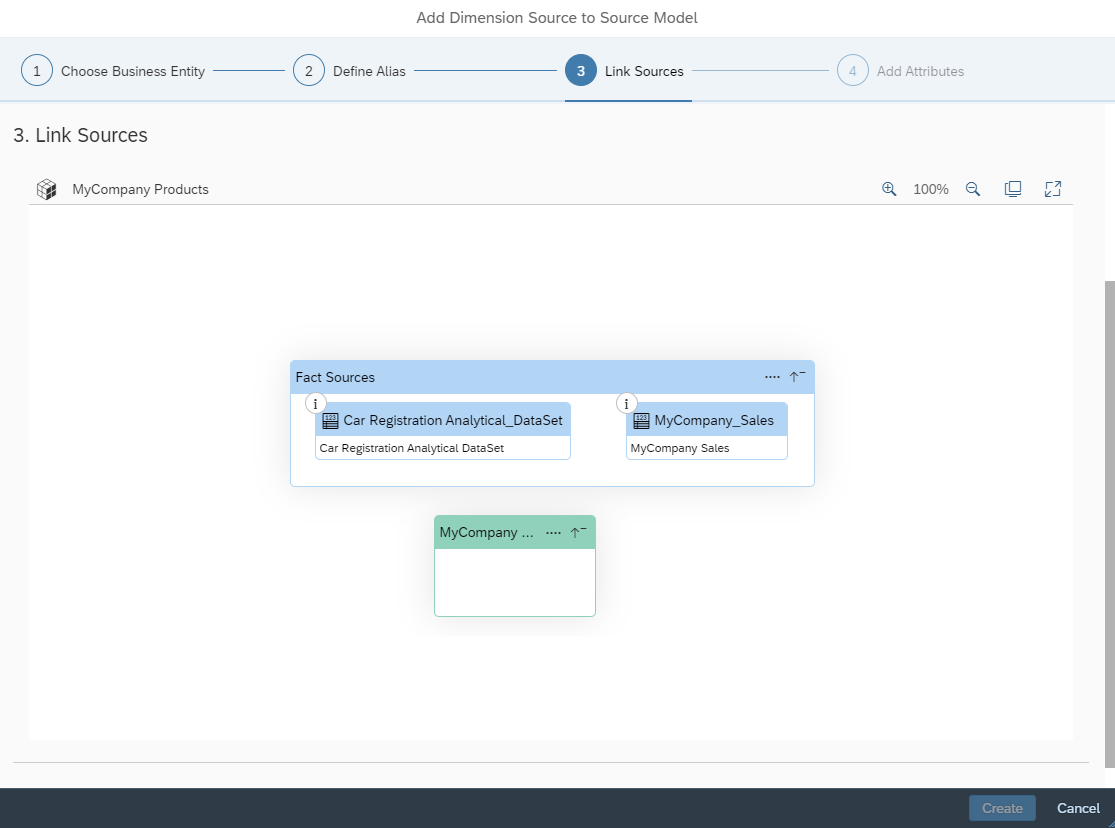 Add Dimension Source to Source Model
1 Choose Business Entity 2 Define Alias 3 Link Sources 4 Add Attributes
3. Link Sources
MyCompany Products 100%
Fact Sources
i i
123 Car Registration Analytical_DataSet 123 MyCompany_Sales
Car Registration Analytical DataSet MyCompany Sales
MyCompany ...
Create Cancel